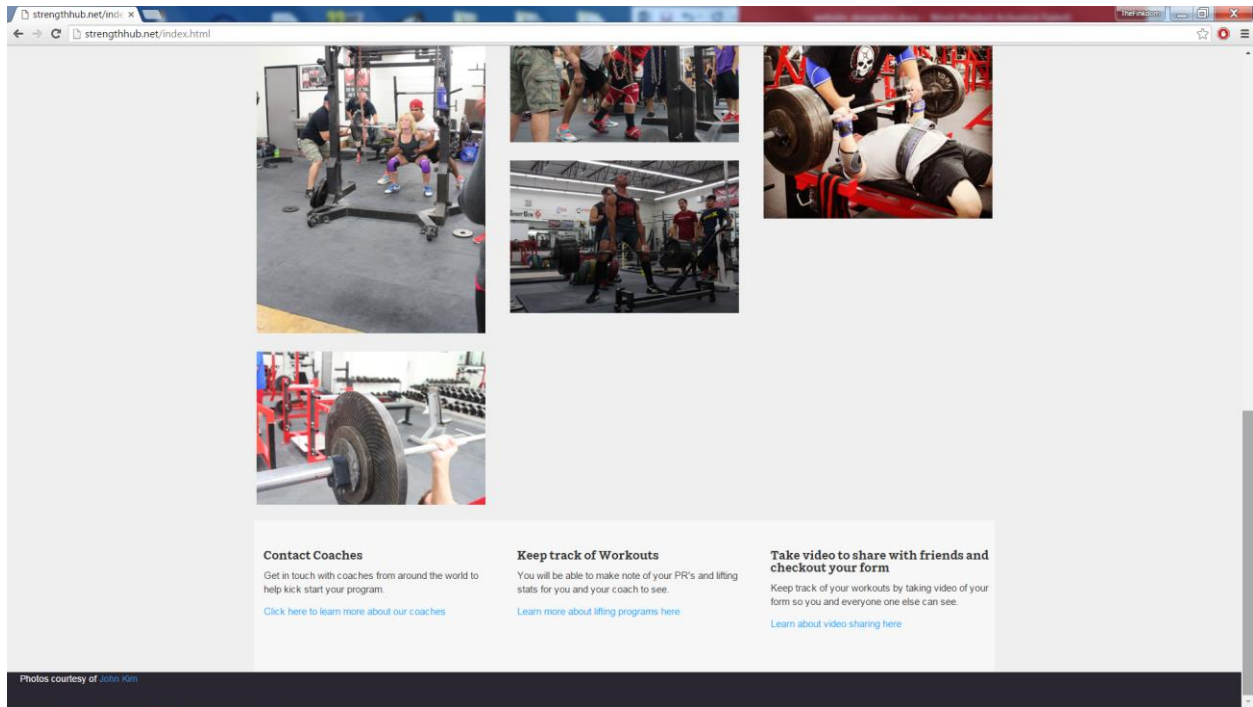 strengthhub.net/inde
TheFinkdom
strengthhub.net/index.html
Contact Coaches
Get in touch with coaches from around the world to
help kick start your program.
Click here to learn more about our coaches
Keep track of Workouts
You will be able to make note of your PR's and lifting
stats for you and your coach to see.
Learn more about lifting programs here
Take video to share with friends and
checkout your form
Keep track of your workouts by taking video of your
form so you and everyone one else can see.
Learn about video sharing here
Photos courtesy of John Kim